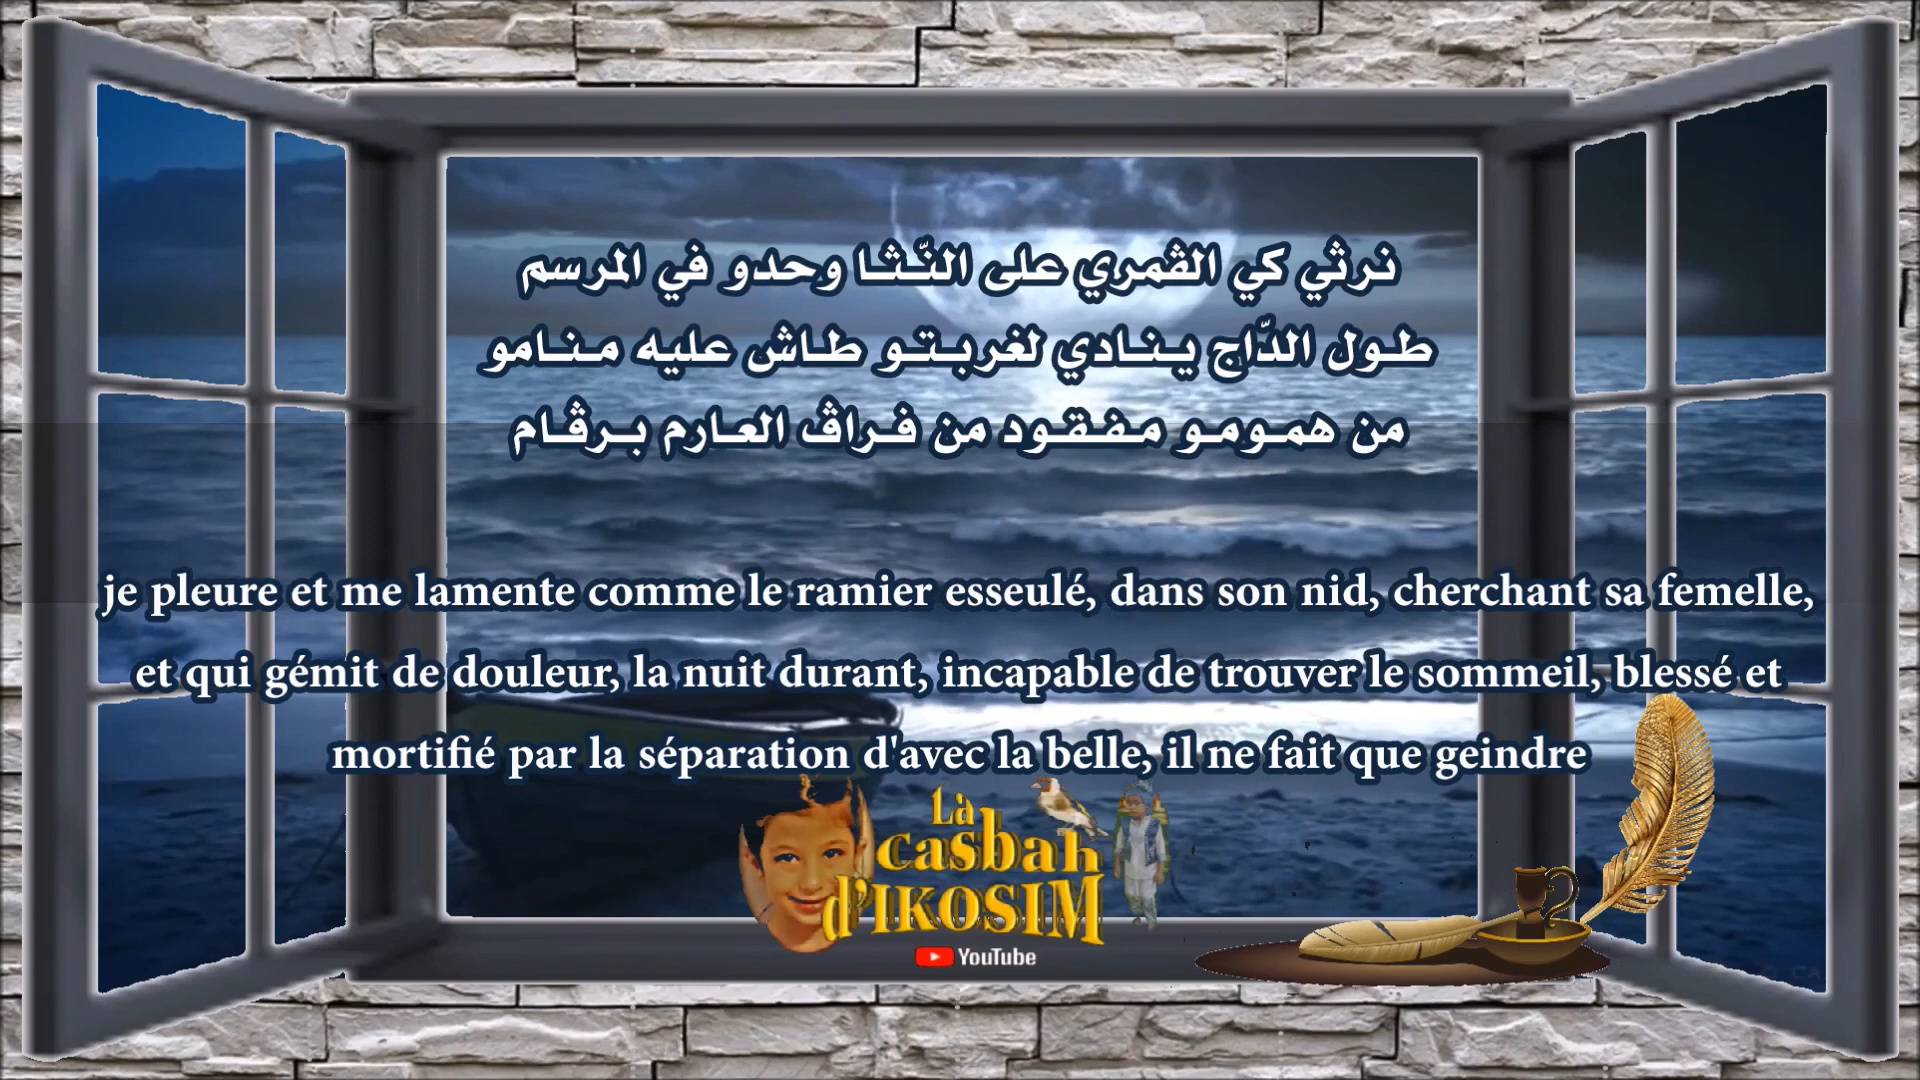 نرثي كي الڤمري على النّثا وحدو في المرسم
طول الدّاج ينادي لغربتو طاش عليه منامو
من همومو مفقود من فراڤ العارم برڤام
je pleure et me lamente comme le ramier esseulé, dans son nid, cherchant sa femelle,
et qui gémit de douleur, la nuit durant, incapable de trouver le sommeil, blessé et
mortifié par la séparation d'avec la belle, il ne fait que geindre
La
casbah
d'IKOSIM
YouTube